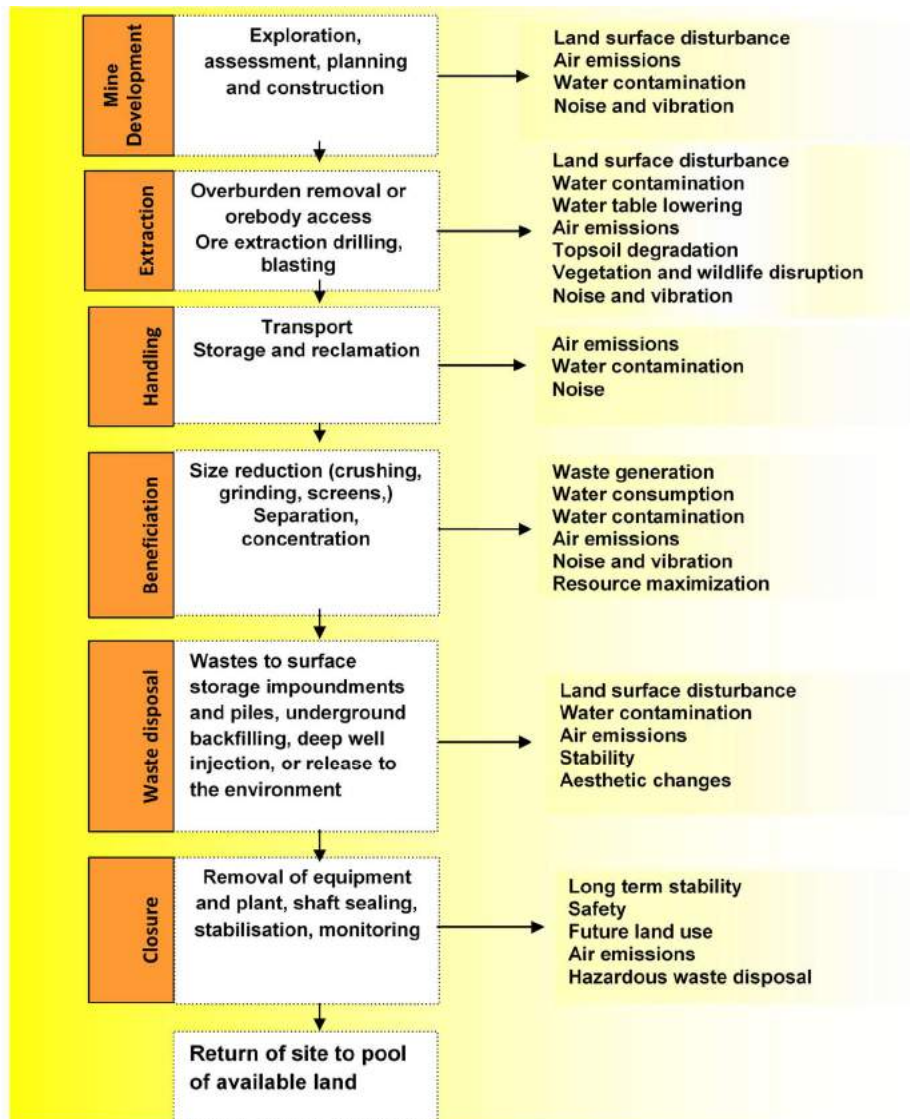 Mine
Development
Exploration,
assessment, planning
and construction
Land surface disturbance
Air emissions
Water contamination
Noise and vibration
Extraction
Overburden removal or
orebody access
Ore extraction drilling,
blasting
Land surface disturbance
Water contamination
Water table lowering
Air emissions
Topsoil degradation
Vegetation and wildlife disruption
Noise and vibration
Handling
Transport
Storage and reclamation
Air emissions
Water contamination
Noise
Beneficiation
Size reduction (crushing,
grinding, screens,)
Separation,
concentration
Waste generation
Water consumption
Water contamination
Air emissions
Noise and vibration
Resource maximization
Waste disposal
Wastes to surface
storage impoundments
and piles, underground
backfilling, deep well
injection, or release to
the environment
Land surface disturbance
Water contamination
Air emissions
Stability
Aesthetic changes
Closure
Removal of equipment
and plant, shaft sealing,
stabilisation, monitoring
Long term stability
Safety
Future land use
Air emissions
Hazardous waste disposal
Return of site to pool
of available land